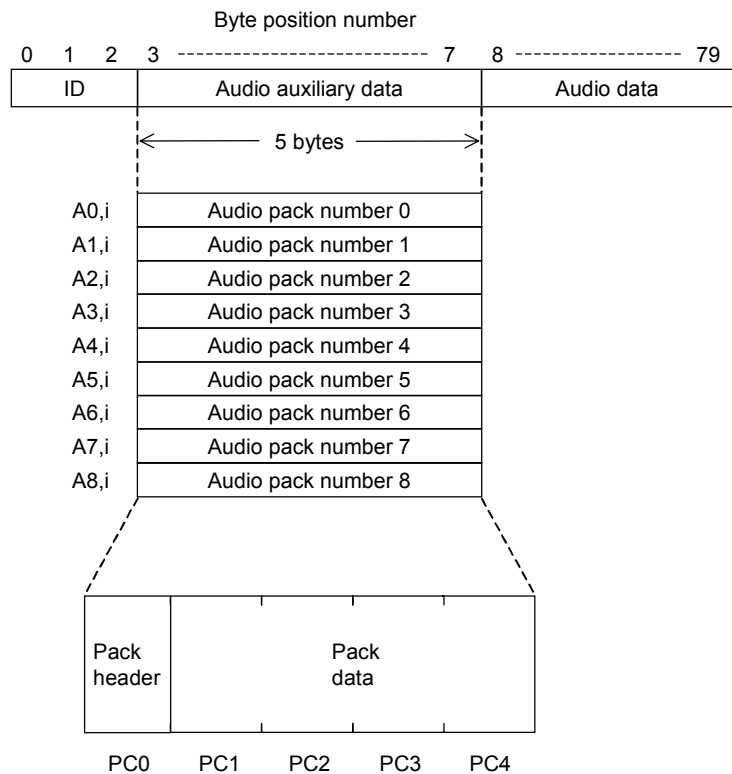 Byte position number
0 1 2 3 ---------------------------- 7 8 ---------------------- 79
ID Audio auxiliary data Audio data
5 bytes
A0,i Audio pack number 0
A1,i Audio pack number 1
A2,i Audio pack number 2
A3,i Audio pack number 3
A4,i Audio pack number 4
A5,i Audio pack number 5
A6,i Audio pack number 6
A7,i Audio pack number 7
A8,i Audio pack number 8
Pack header
Pack data
PC0 PC1 PC2 PC3 PC4